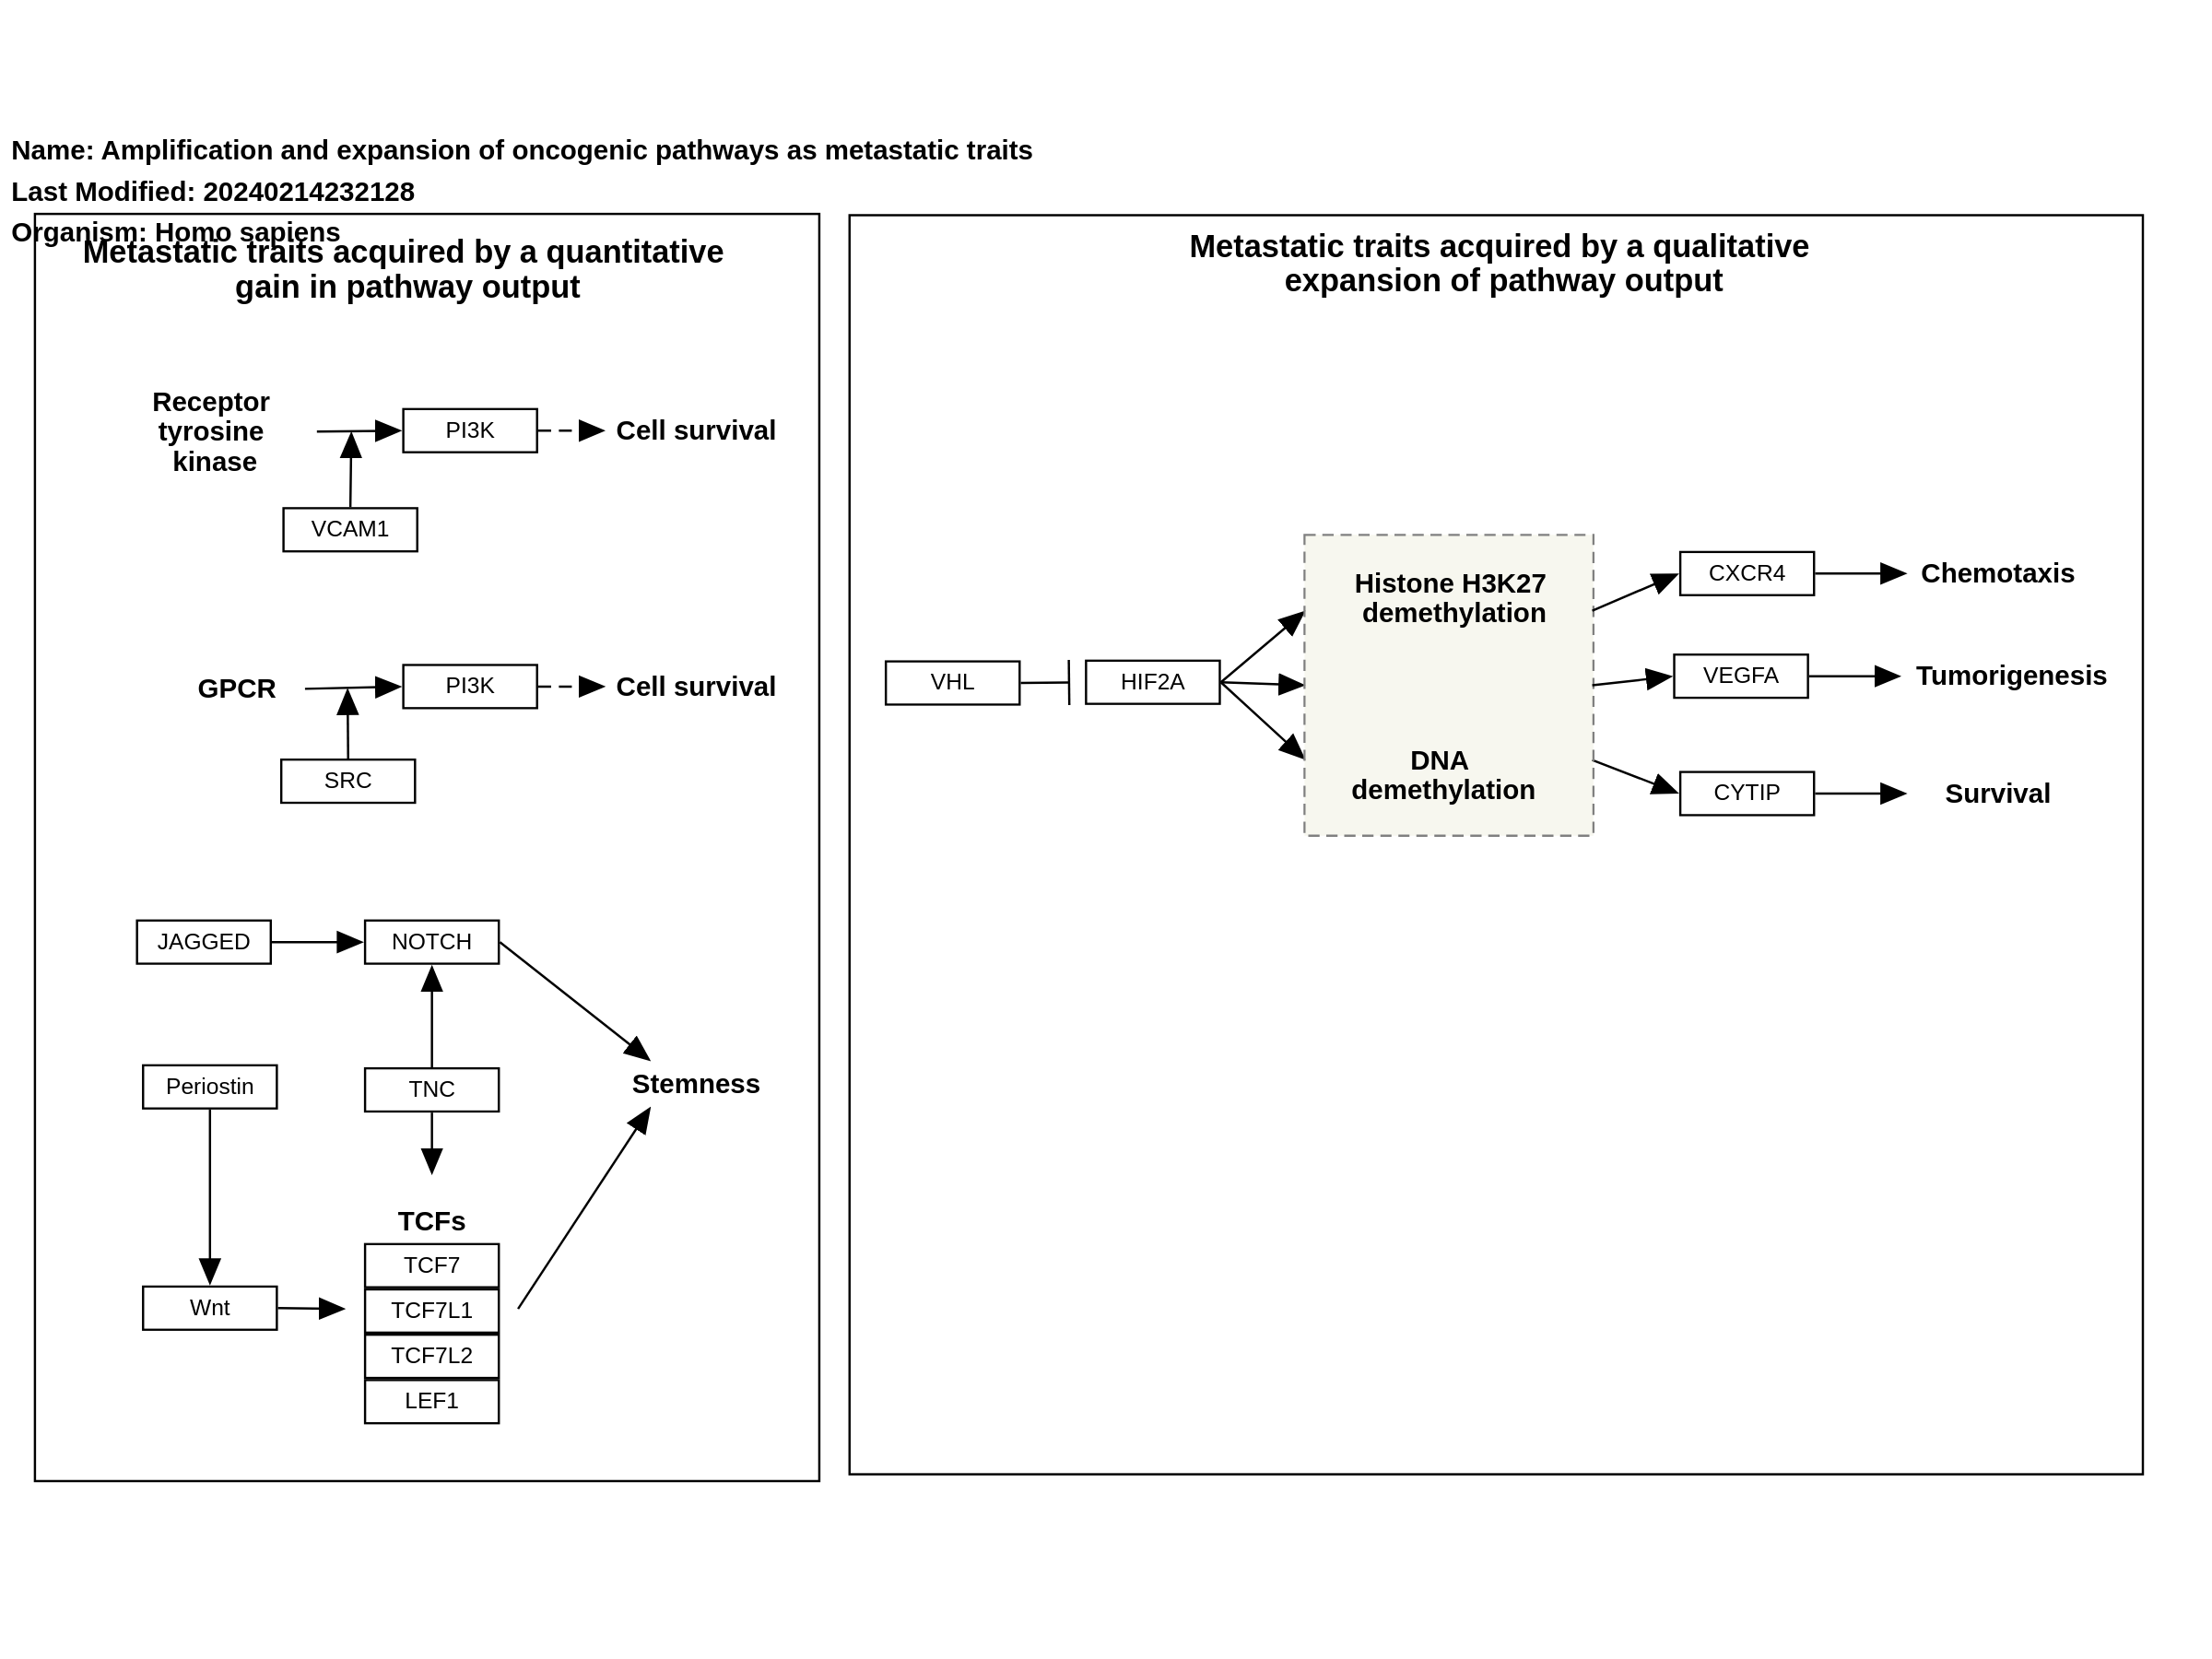 Name: Amplification and expansion of oncogenic pathways as metastatic traits
Last Modified: 20240214232128
Organism: Homo sapiens
Metastatic traits acquired by a quantitative
gain in pathway output
Receptor
tyrosine
kinase
PI3K
Cell survival
VCAM1
GPCR
PI3K
Cell survival
SRC
JAGGED
NOTCH
Periostin
TNC
Stemness
TCFs
TCF7
Wnt
TCF7L1
TCF7L2
LEF1
Metastatic traits acquired by a qualitative
expansion of pathway output
VHL
HIF2A
Histone H3K27
demethylation
DNA
demethylation
CXCR4
Chemotaxis
VEGFA
Tumorigenesis
CYTIP
Survival